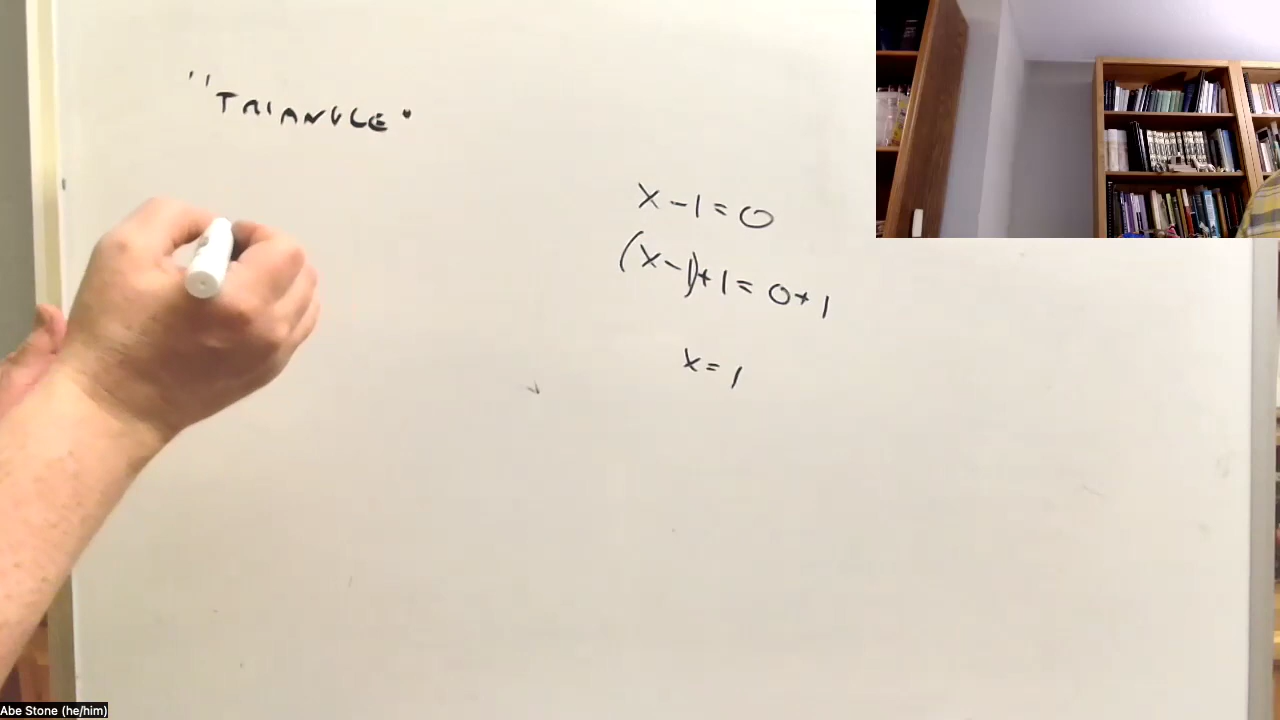 "TRIANGLE"
x - 1 = 0
(x - 1) + 1 = 0 + 1
x = 1
Abe Stone (he/him)